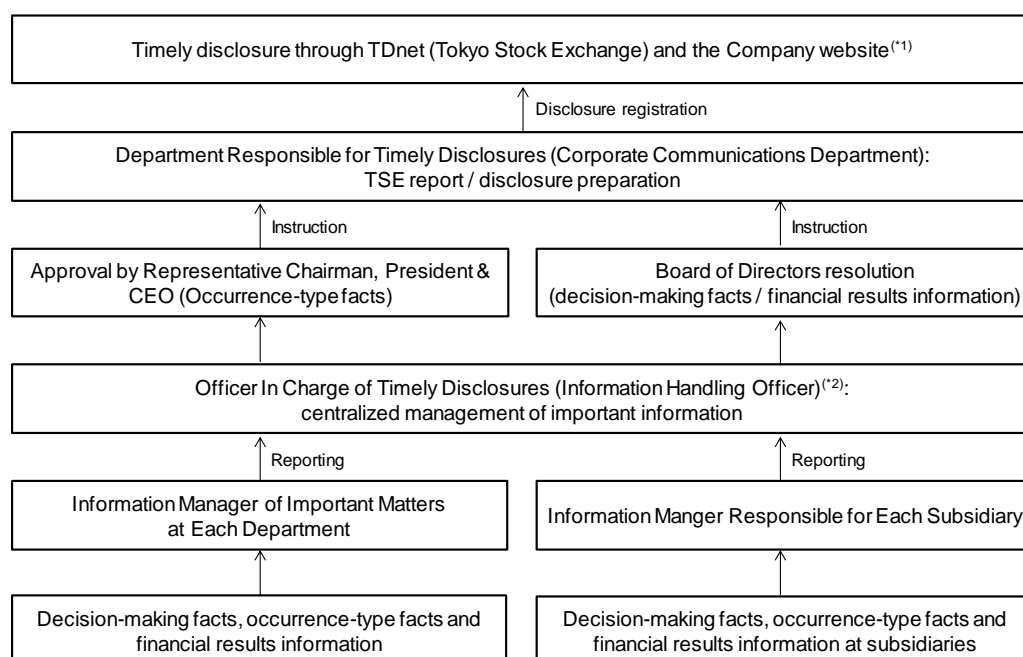 Timely disclosure through TDnet (Tokyo Stock Exchange) and the Company website(*1)
Disclosure registration
Department Responsible for Timely Disclosures (Corporate Communications Department):
TSE report / disclosure preparation
Instruction
Instruction
Approval by Representative Chairman, President &
CEO (Occurrence-type facts)
Board of Directors resolution
(decision-making facts / financial results information)
Officer In Charge of Timely Disclosures (Information Handling Officer)(*2):
centralized management of important information
Reporting
Reporting
Information Manager of Important Matters
at Each Department
Information Manger Responsible for Each Subsidiary
Decision-making facts, occurrence-type facts and
financial results information
Decision-making facts, occurrence-type facts and
financial results information at subsidiaries